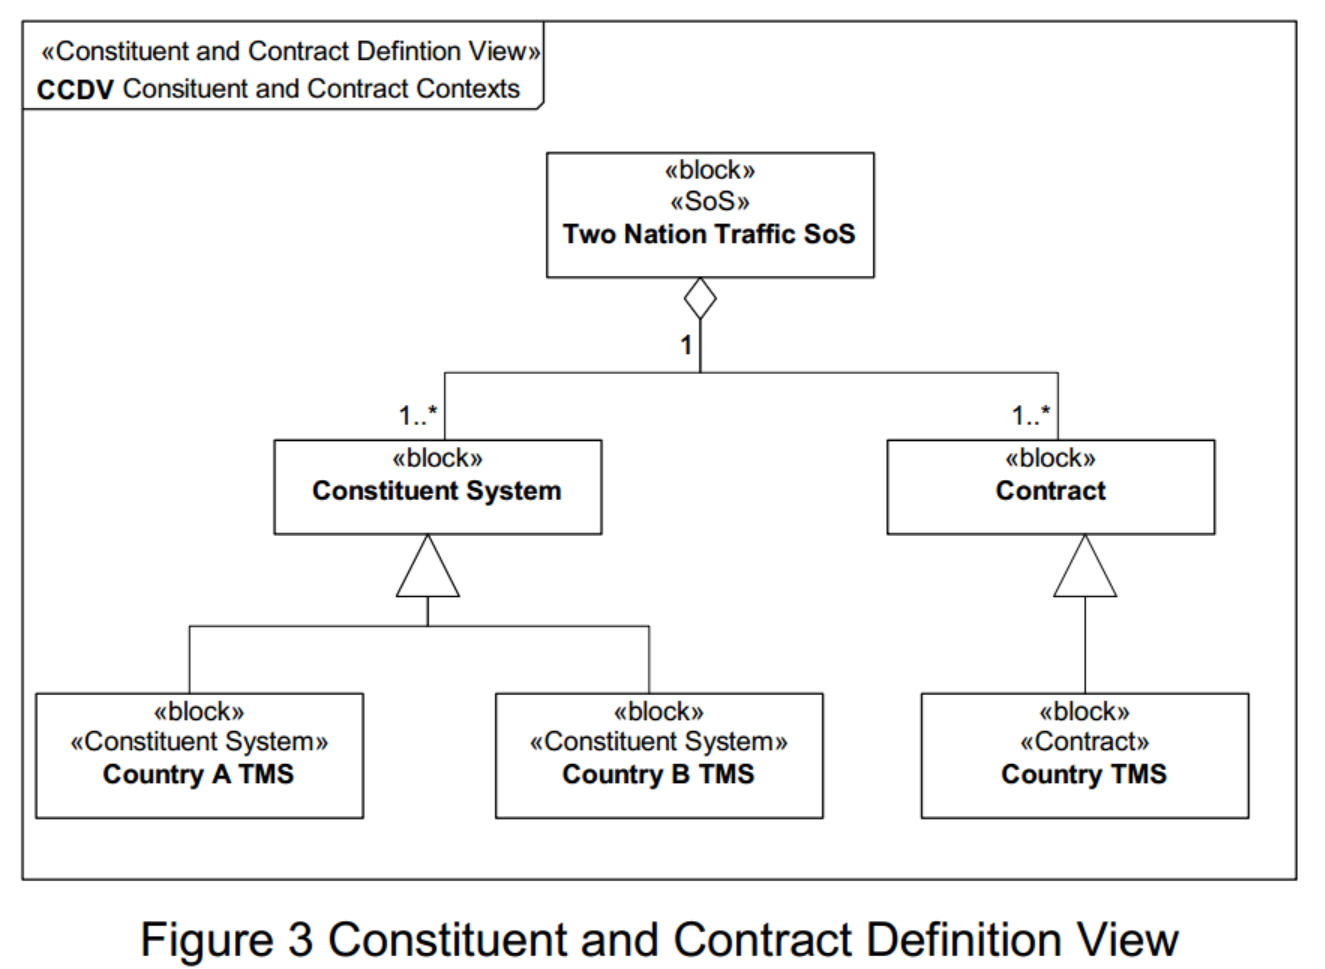 «Constituent and Contract Defintion View»
CCDV Consituent and Contract Contexts
«block»
«SoS»
Two Nation Traffic SoS
1
1..*
1..*
«block»
Constituent System
«block»
Contract
«block»
«Constituent System»
Country A TMS
«block»
«Constituent System»
Country B TMS
«block»
«Contract»
Country TMS
Figure 3 Constituent and Contract Definition View